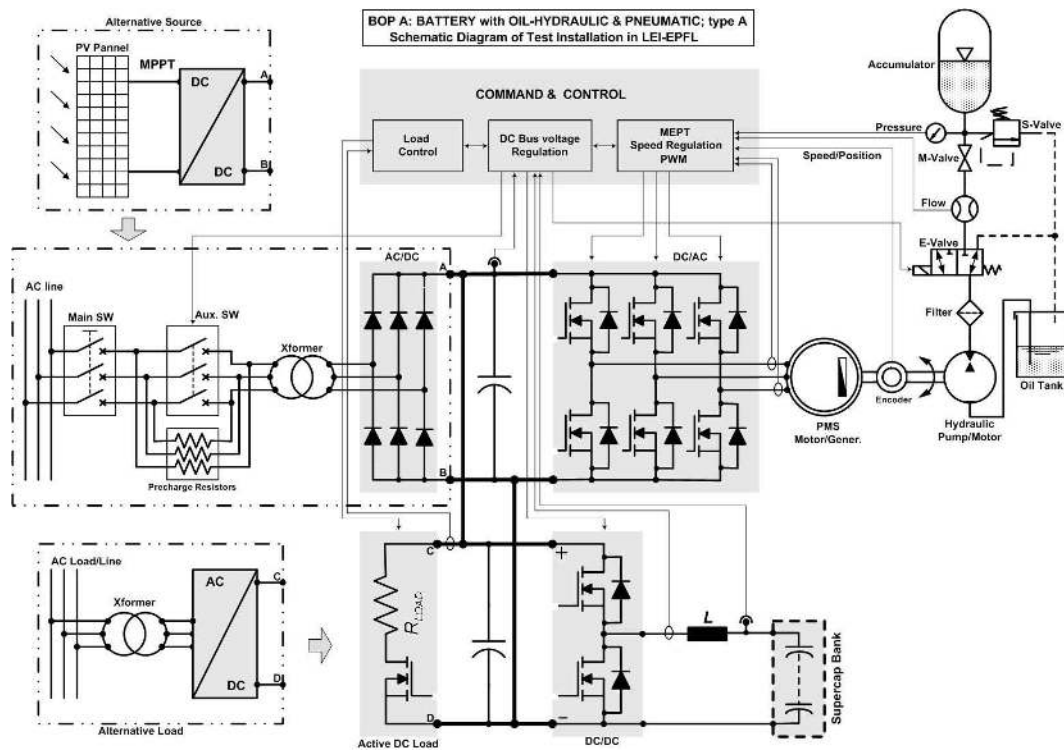 BOP A: BATTERY with OIL-HYDRAULIC & PNEUMATIC; type A
Schematic Diagram of Test Installation in LEI-EPFL
Alternative Source
PV Pannel
MPPT
DC
DC
A
B
COMMAND & CONTROL
Load
Control
DC Bus voltage
Regulation
MEPT
Speed Regulation
PWM
Accumulator
S-Valve
Pressure
Speed/Position
M-Valve
Flow
E-Valve
Filter
Oil Tank
AC line
Main SW
Aux. SW
Xformer
Precharge Resistors
AC/DC
A
B
DC/AC
PMS
Motor/Gener.
Encoder
Hydraulic
Pump/Motor
AC Load/Line
Xformer
AC
DC
C
D
Alternative Load
C
D
R LOAD
Active DC Load
+
−
DC/DC
L
Supercap Bank